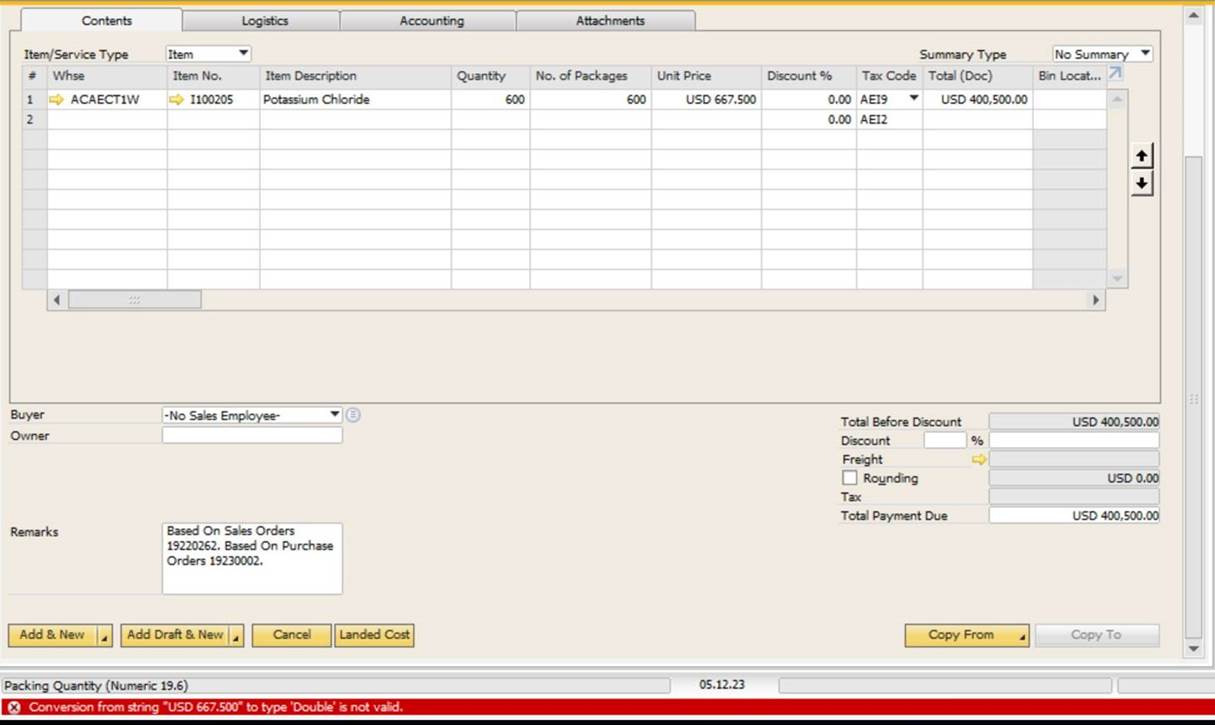 Contents Logistics Accounting Attachments
Item/Service Type Item Summary Type No Summary
# Whse Item No. Item Description Quantity No. of Packages Unit Price Discount % Tax Code Total (Doc) Bin Locat...
1 ACAECT1W I100205 Potassium Chloride 600 600 USD 667.500 0.00 AEI9 USD 400,500.00
2 0.00 AEI2
Buyer -No Sales Employee- Total Before Discount USD 400,500.00
Owner Discount %
Freight
Rounding USD 0.00
Tax
Total Payment Due USD 400,500.00
Remarks Based On Sales Orders
19220262. Based On Purchase
Orders 19230002.
Add & New Add Draft & New Cancel Landed Cost Copy From Copy To
Packing Quantity (Numeric 19.6) 05.12.23
Conversion from string "USD 667.500" to type 'Double' is not valid.